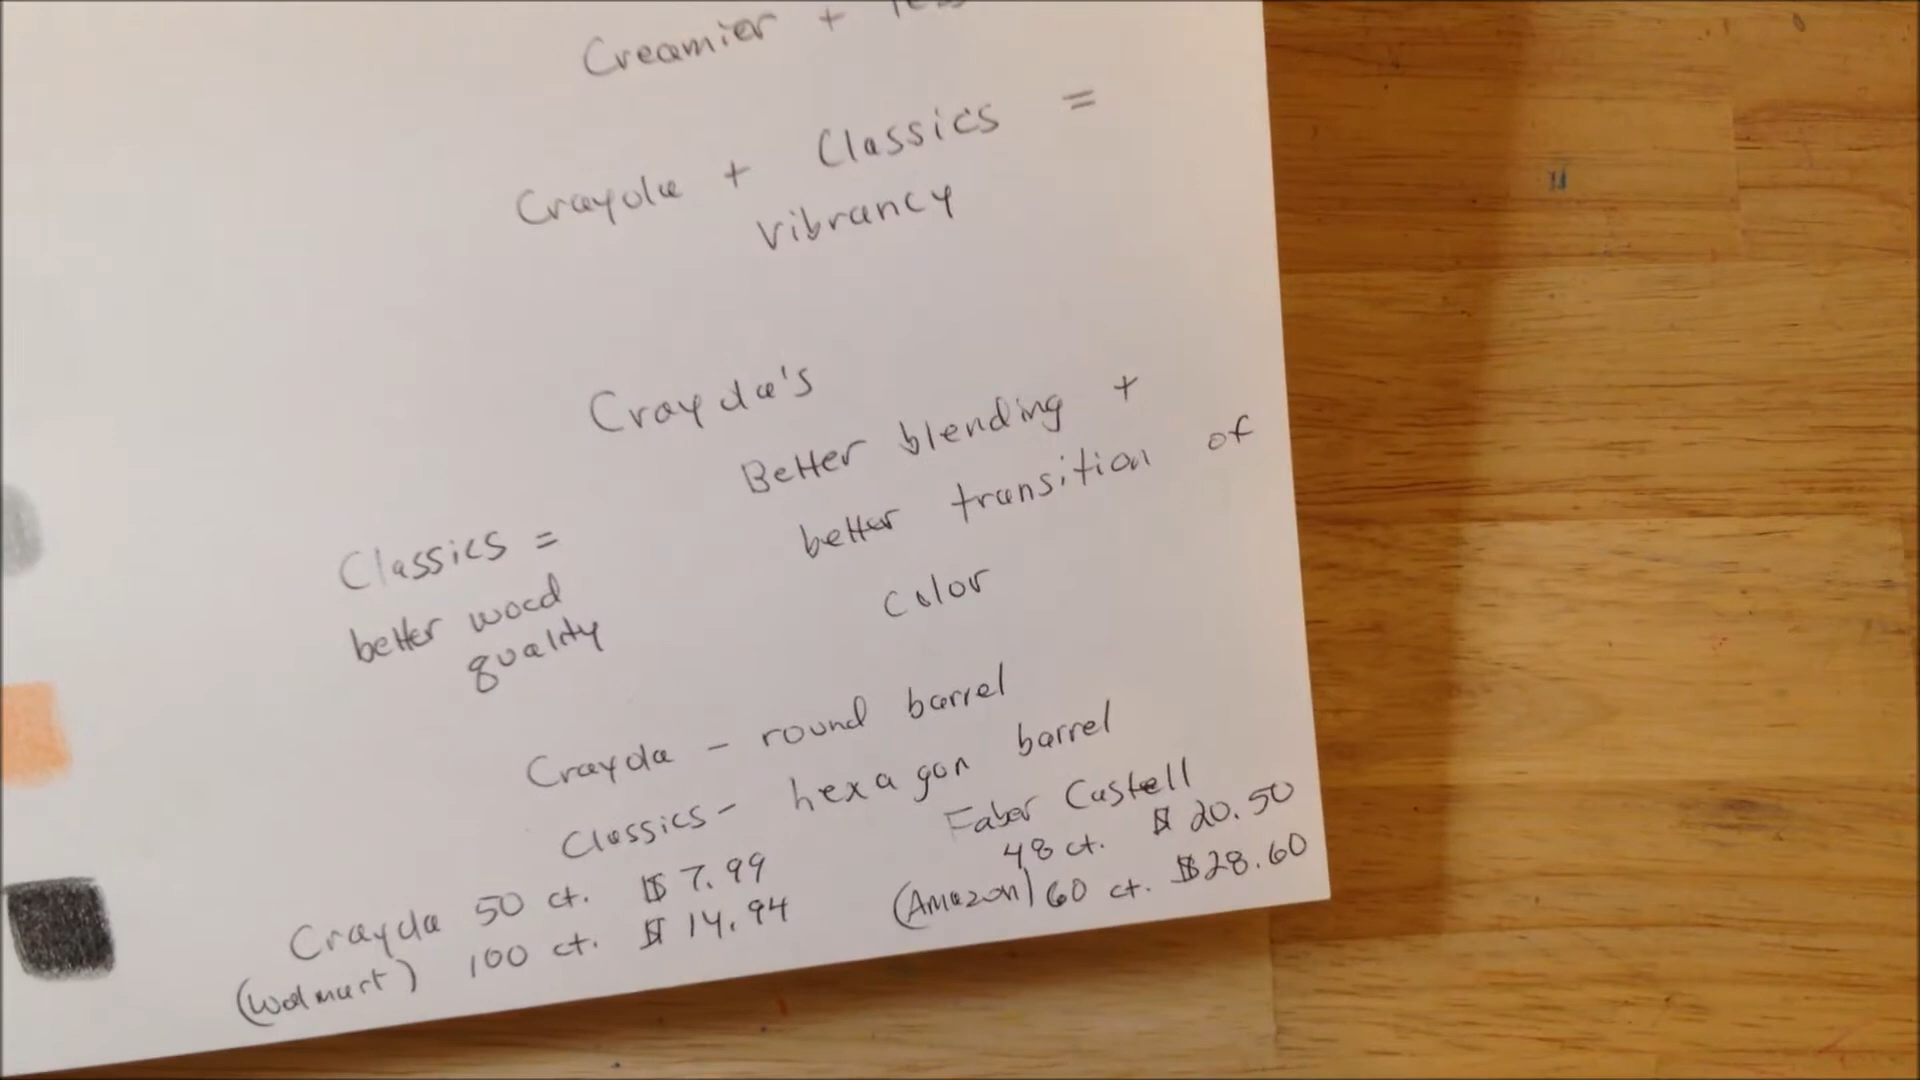 Creamier +
Crayola + Classics =
vibrancy
Crayola's
Better blending +
better transition of
color
Classics =
better wood
quality
Crayola - round barrel
Classics - hexagon barrel
Crayola 50 ct. $7.99
(Walmart) 100 ct. $14.94
Faber Castell
48 ct. $20.50
(Amazon) 60 ct. $28.60